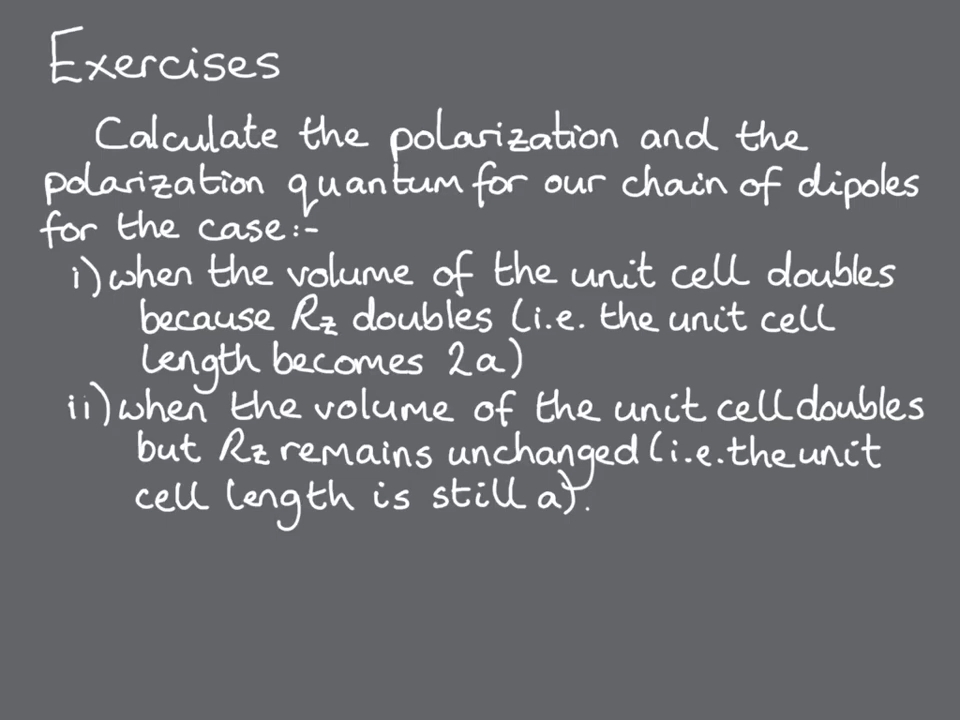 Exercises
Calculate the polarization and the
polarization quantum for our chain of dipoles
for the case:-
i) when the volume of the unit cell doubles
because Rz doubles (i.e. the unit cell
length becomes 2a)
ii) when the volume of the unit cell doubles
but Rz remains unchanged (i.e. the unit
cell length is still a).